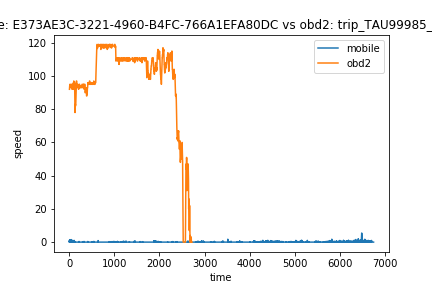 e: E373AE3C-3221-4960-B4FC-766A1EFA80DC vs obd2: trip_TAU99985_
mobile
obd2
120
100
80
60
40
20
0
speed
0 1000 2000 3000 4000 5000 6000 7000
time